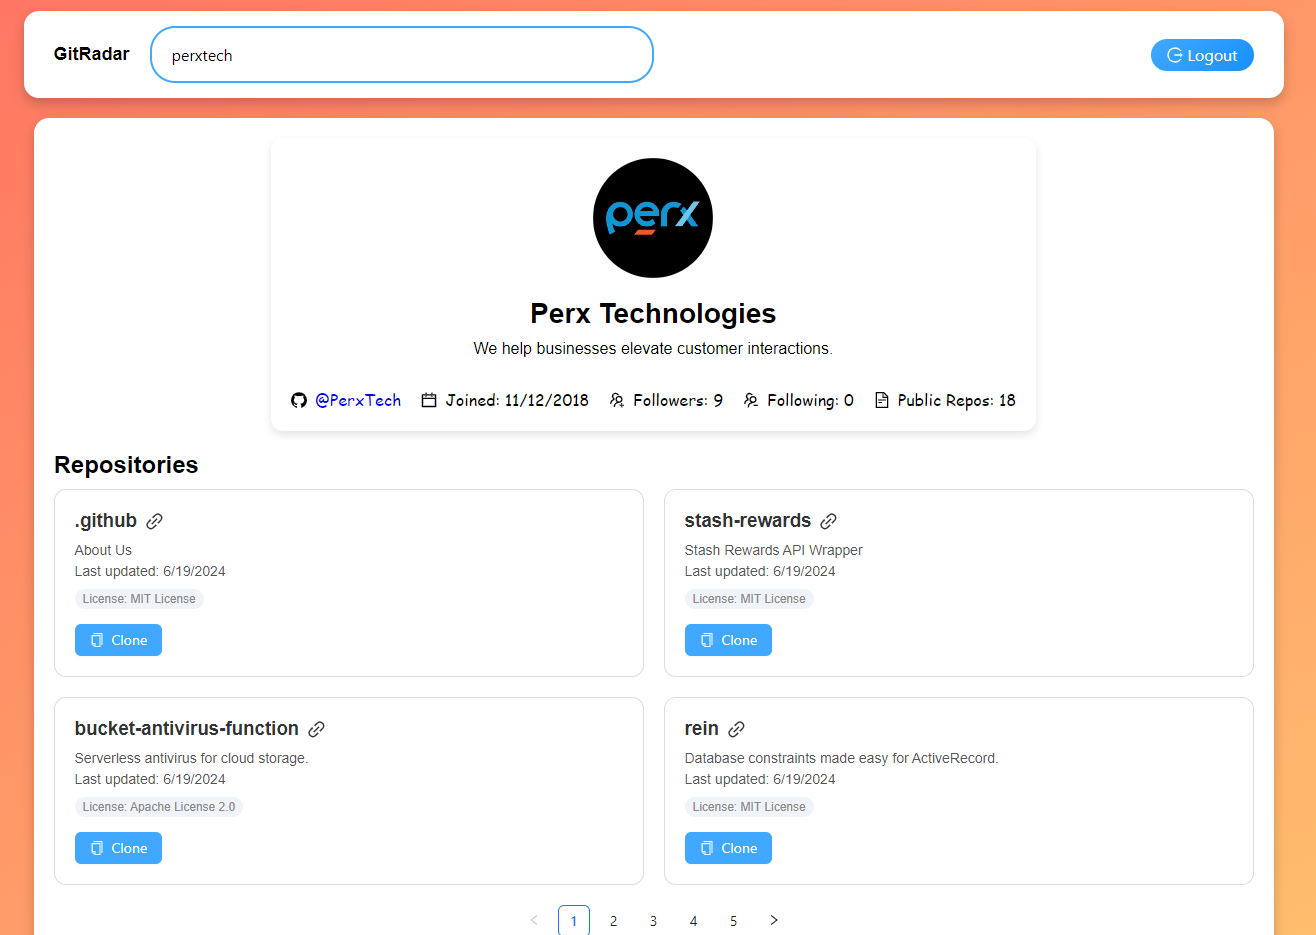 GitRadar
perxtech
Logout
perx
Perx Technologies
We help businesses elevate customer interactions.
@PerxTech Joined: 11/12/2018 Followers: 9 Following: 0 Public Repos: 18
Repositories
.github
About Us
Last updated: 6/19/2024
License: MIT License
Clone
stash-rewards
Stash Rewards API Wrapper
Last updated: 6/19/2024
License: MIT License
Clone
bucket-antivirus-function
Serverless antivirus for cloud storage.
Last updated: 6/19/2024
License: Apache License 2.0
Clone
rein
Database constraints made easy for ActiveRecord.
Last updated: 6/19/2024
License: MIT License
Clone
< 1 2 3 4 5 >